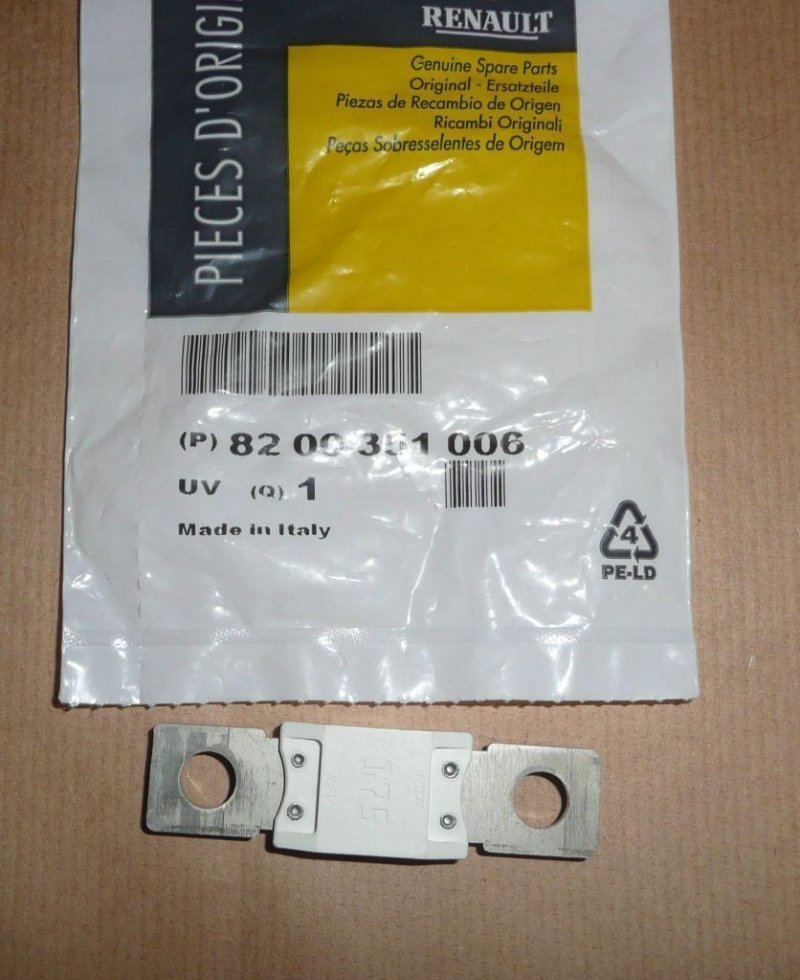 PIECES D'ORIGI
RENAULT
Genuine Spare Parts
Original - Ersatzteile
Piezas de Recambio de Origen
Ricambi Originali
Peças Sobresselentes de Origem
(P) 82 00 351 006
UV (Q) 1
Made in Italy
4
PE-LD
175